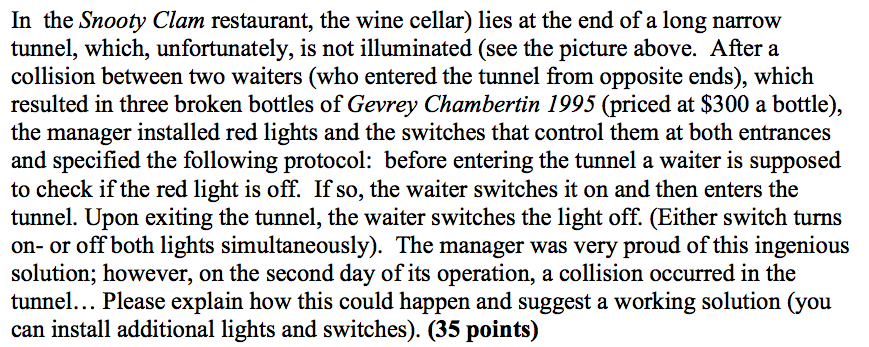 In  the Snooty Clam restaurant, the wine cellar) lies at the end of a long narrow
tunnel, which, unfortunately, is not illuminated (see the picture above.  After a
collision between two waiters (who entered the tunnel from opposite ends), which
resulted in three broken bottles of Gevrey Chambertin 1995 (priced at $300 a bottle),
the manager installed red lights and the switches that control them at both entrances
and specified the following protocol:  before entering the tunnel a waiter is supposed
to check if the red light is off.  If so, the waiter switches it on and then enters the
tunnel. Upon exiting the tunnel, the waiter switches the light off. (Either switch turns
on- or off both lights simultaneously).  The manager was very proud of this ingenious
solution; however, on the second day of its operation, a collision occurred in the
tunnel… Please explain how this could happen and suggest a working solution (you
can install additional lights and switches). (35 points)